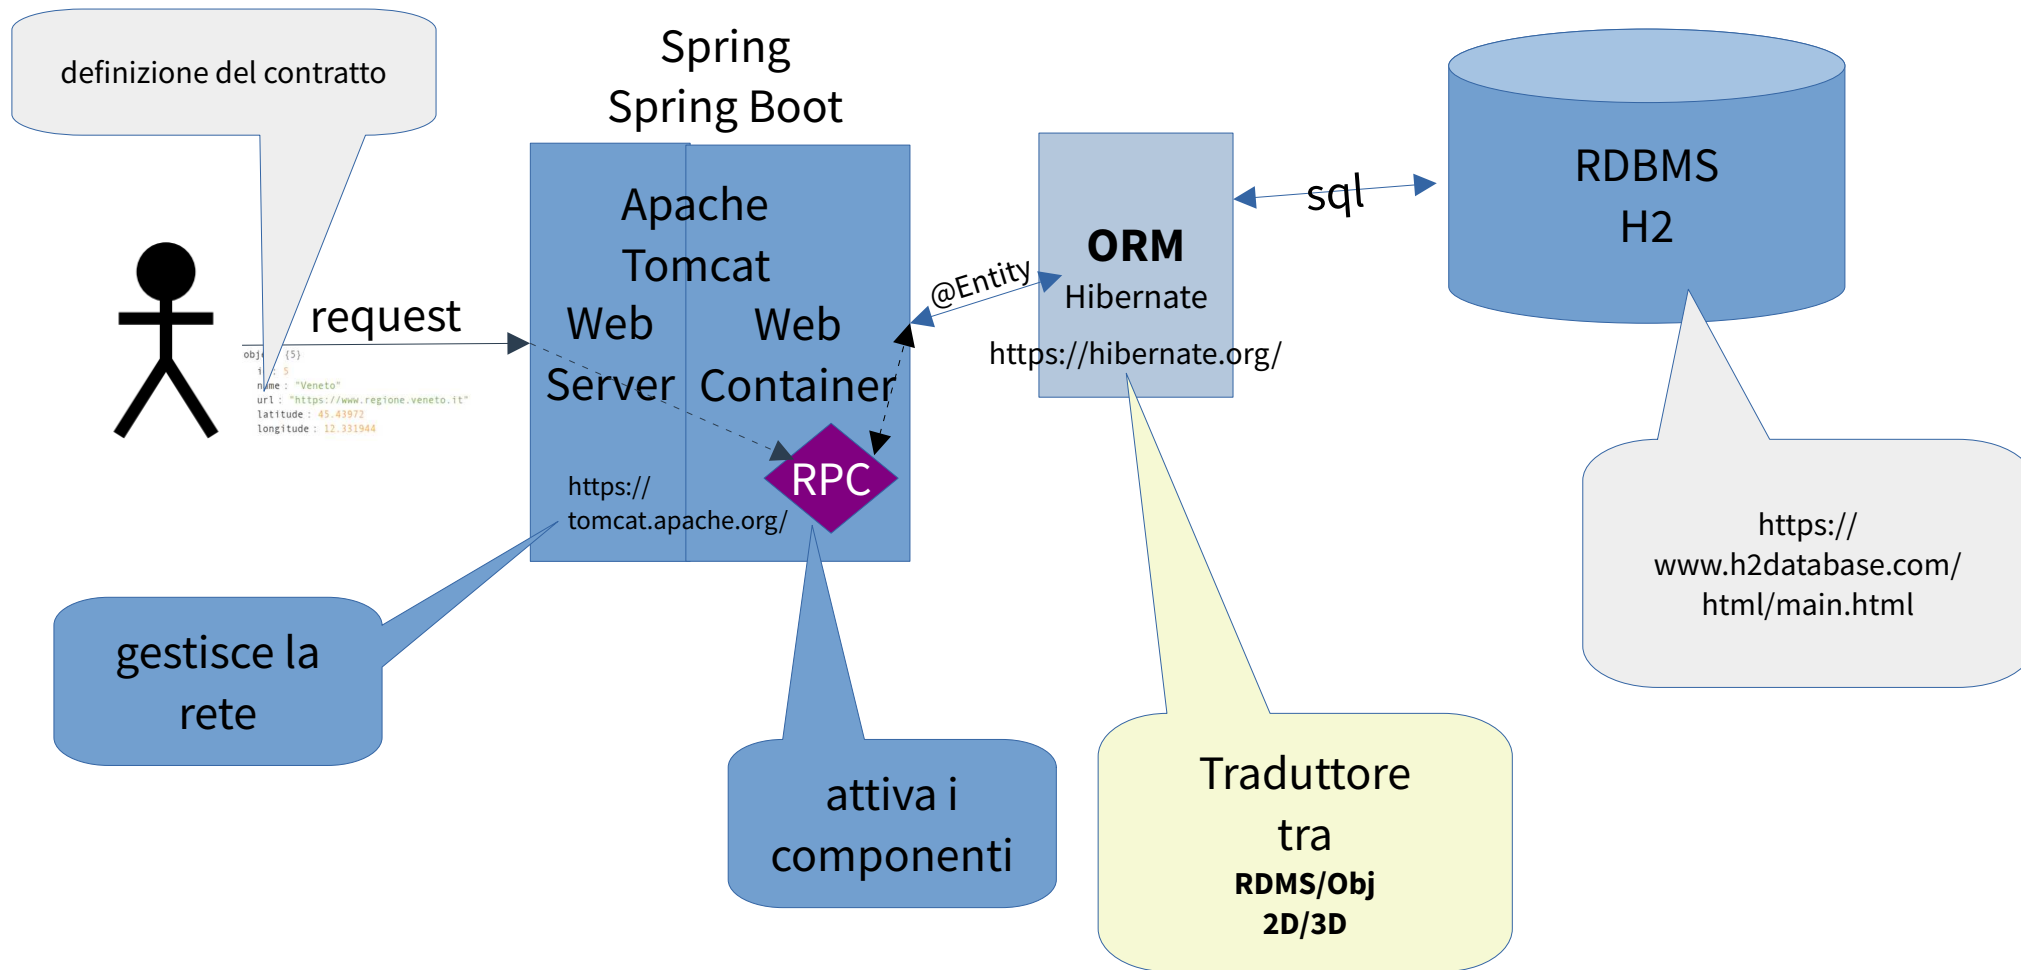 definizione del contratto
Spring
Spring Boot
Apache
Tomcat
Web
Server
Web
Container
https://
tomcat.apache.org/
RPC
request
{5}
: 5
: "Veneto"
url : "https://www.regione.veneto.it"
latitude : 45.43972
longitude : 12.331944
@Entity
ORM
Hibernate
https://hibernate.org/
sql
RDBMS
H2
https://
www.h2database.com/
html/main.html
gestisce la
rete
attiva i
componenti
Traduttore
tra
RDMS/Obj
2D/3D